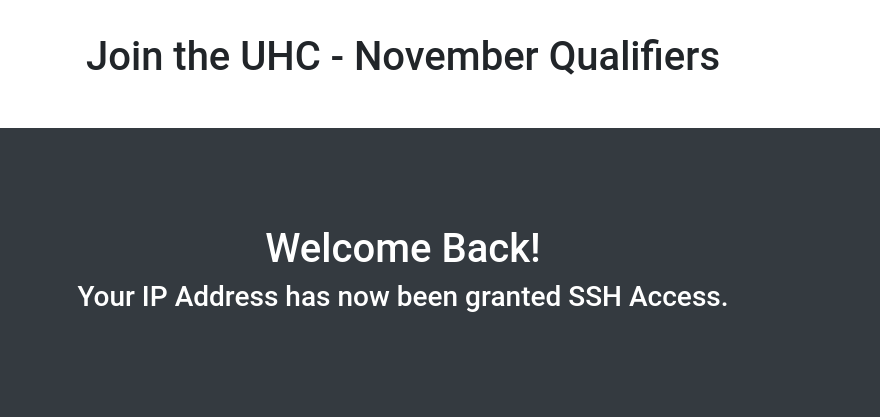 Join the UHC - November Qualifiers
Welcome Back!
Your IP Address has now been granted SSH Access.